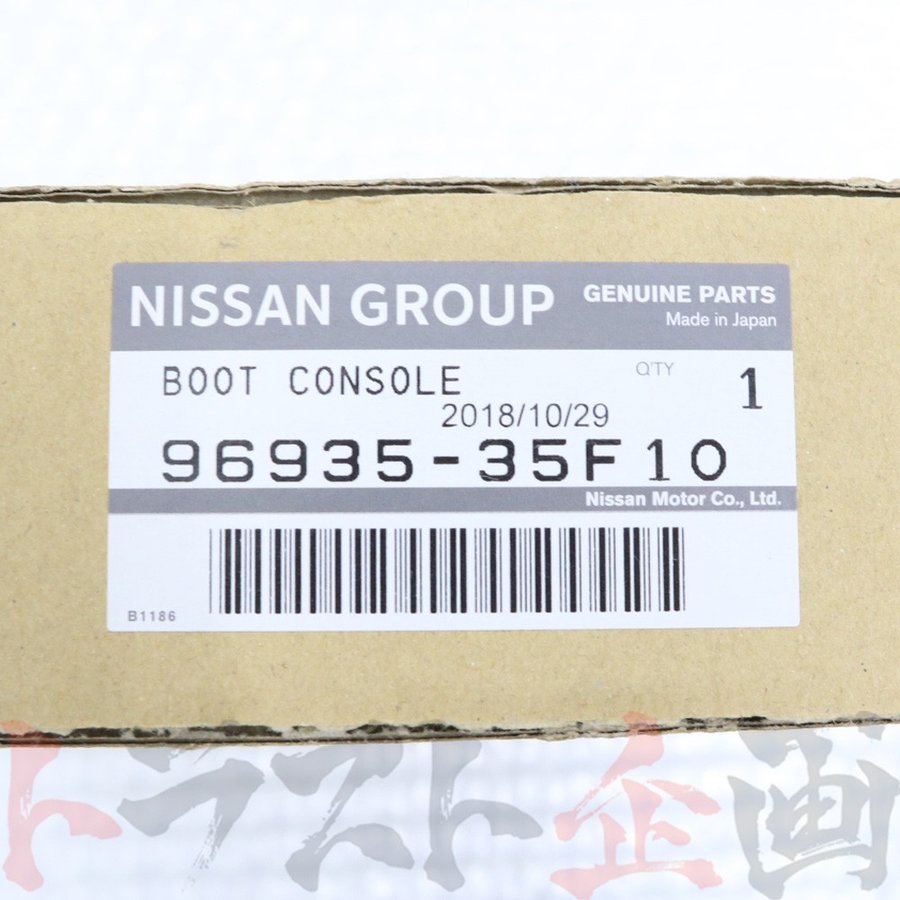 NISSAN GROUP
GENUINE PARTS
Made in Japan
BOOT CONSOLE
Q'TY
1
2018/10/29
96935-35F10
Nissan Motor Co., Ltd.
B1186
トラスト企画